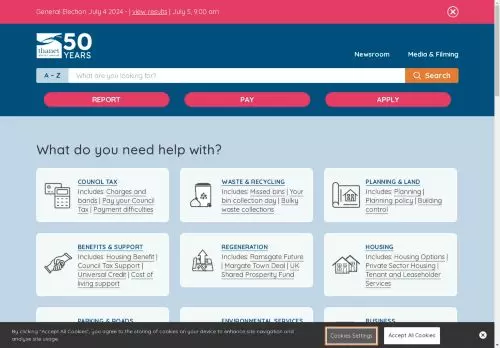 General Election July 4 2024 - | view results | July 5, 9:00 am
thanet
50
YEARS
Newsroom
Media & Filming
A - Z
What are you looking for?
Search
REPORT
PAY
APPLY
What do you need help with?
COUNCIL TAX
Includes: Charges and
bands | Pay your Council
Tax | Payment difficulties
WASTE & RECYCLING
Includes: Missed bins | Your
bin collection day | Bulky
waste collections
PLANNING & LAND
Includes: Planning |
Planning policy | Building
control
BENEFITS & SUPPORT
Includes: Housing Benefit |
Council Tax Support |
Universal Credit | Cost of
living support
REGENERATION
Includes: Ramsgate Future
| Margate Town Deal | UK
Shared Prosperity Fund
HOUSING
Includes: Housing Options |
Private Sector Housing |
Tenant and Leaseholder
Services
PARKING & ROADS
ENVIRONMENTAL SERVICES
BUSINESS
By clicking "Accept All Cookies", you agree to the storing of cookies on your device to enhance site navigation and
analyse site usage.
Cookies Settings
Accept All Cookies